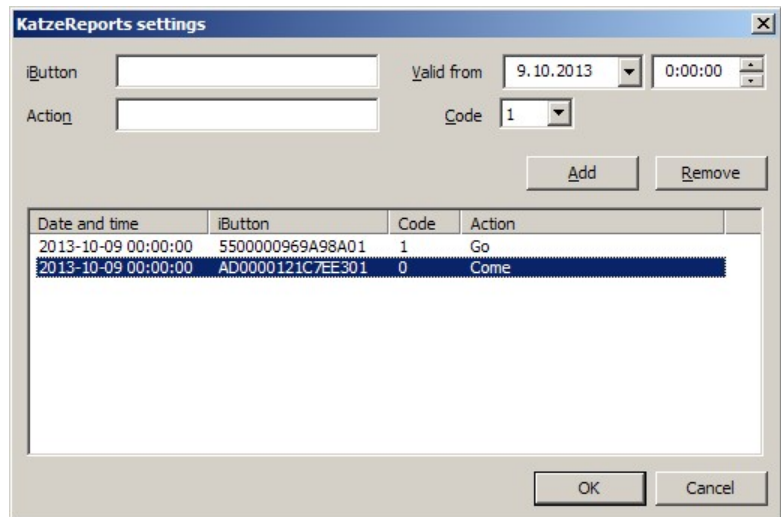 KatzeReports settings
iButton Valid from 9.10.2013 0:00:00
Action Code 1
Add Remove
Date and time iButton Code Action
2013-10-09 00:00:00 5500000969A98A01 1 Go
2013-10-09 00:00:00 AD0000121C7EE301 0 Come
OK Cancel